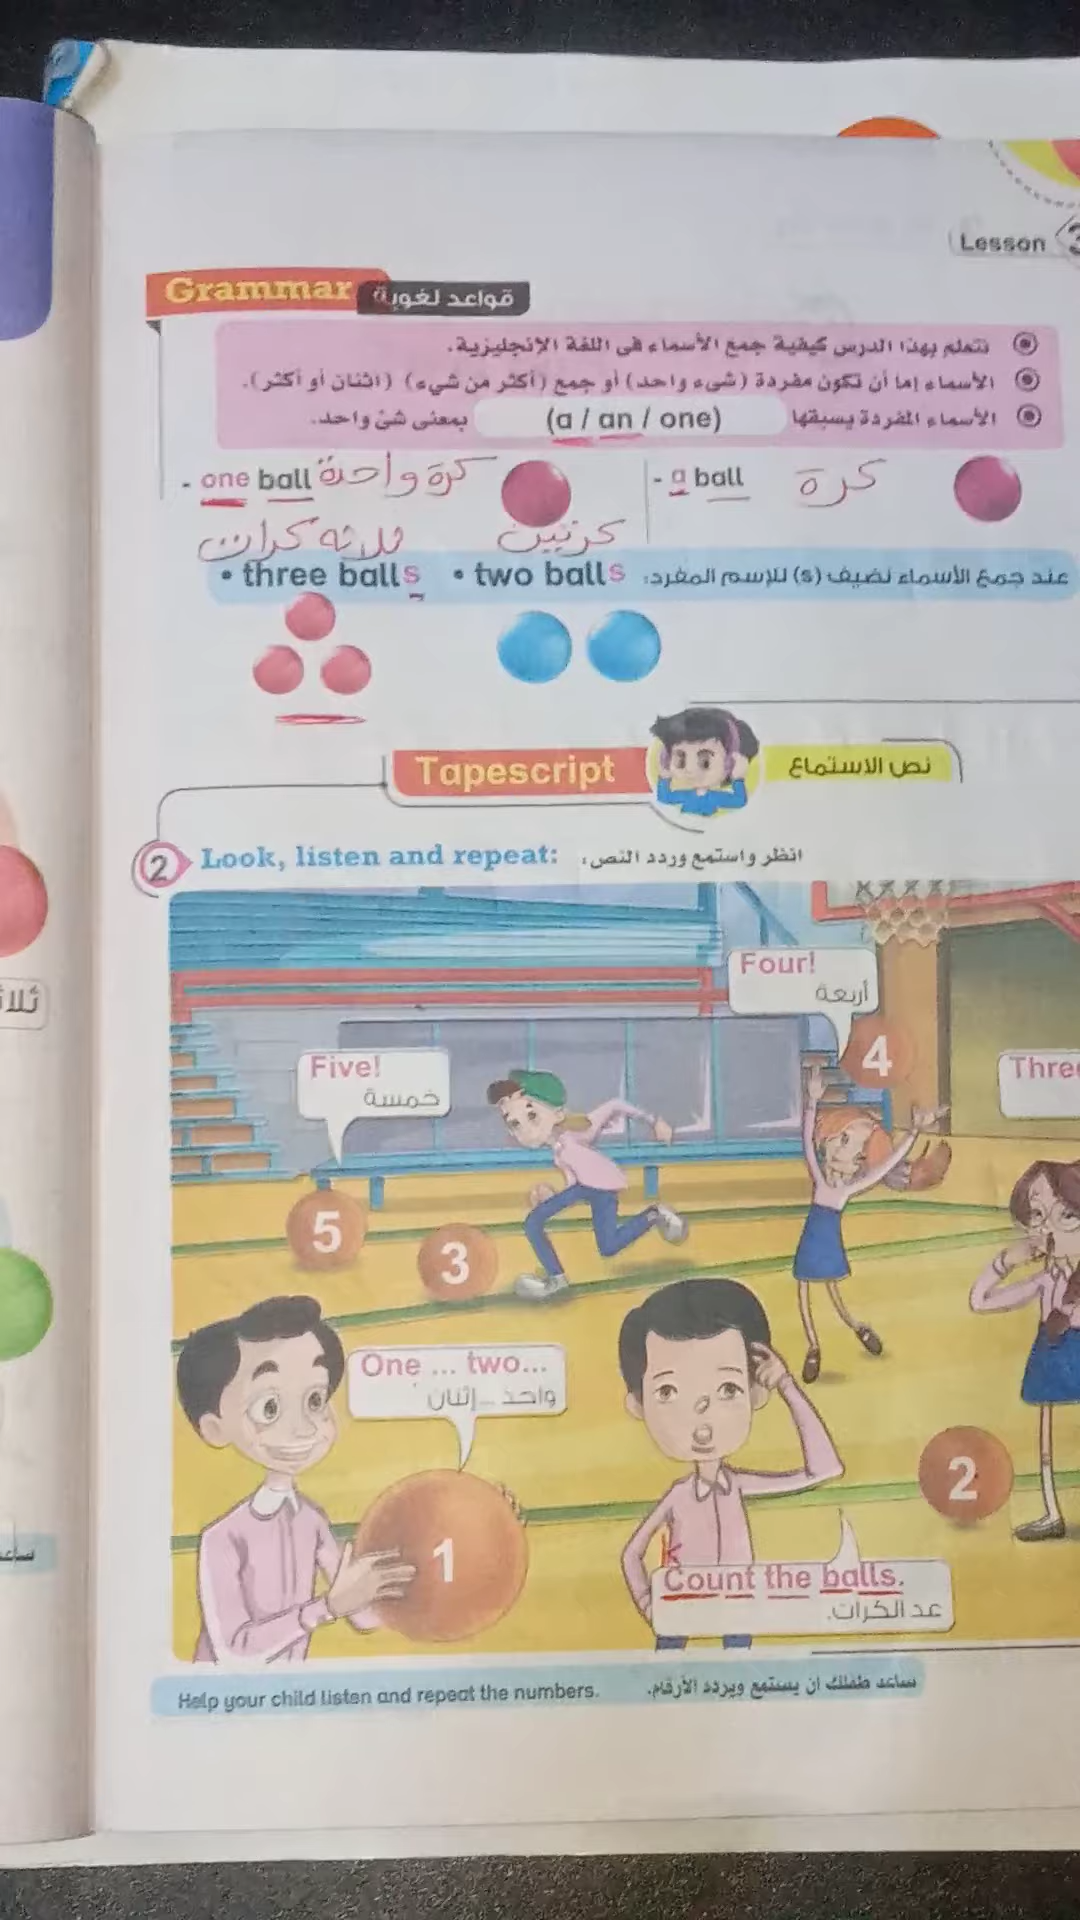 Lesson
Grammar قواعد لغوية
نتعلم بهذا الدرس كيفية جمع الأسماء في اللغة الإنجليزية.
الأسماء إما أن تكون مفردة (شيء واحد) أو جمع (أكثر من شيء) (اثنان أو أكثر).
الأسماء المفردة يسبقها (a / an / one) بمعنى شئ واحد.
- one ball كرة واحدة
- a ball كرة
ثلاثه كرات كرتين
عند جمع الأسماء نضيف (s) للإسم المفرد: • two balls • three balls
Tapescript نص الاستماع
2 Look, listen and repeat: انظر واستمع وردد النص:
Four!
أربعة
4
Five!
خمسة
5
3
One ... two...
واحد ... إثنان
1
2
k
Count the balls.
عد الكرات.
Help your child listen and repeat the numbers. ساعد طفلك أن يستمع ويردد الأرقام.